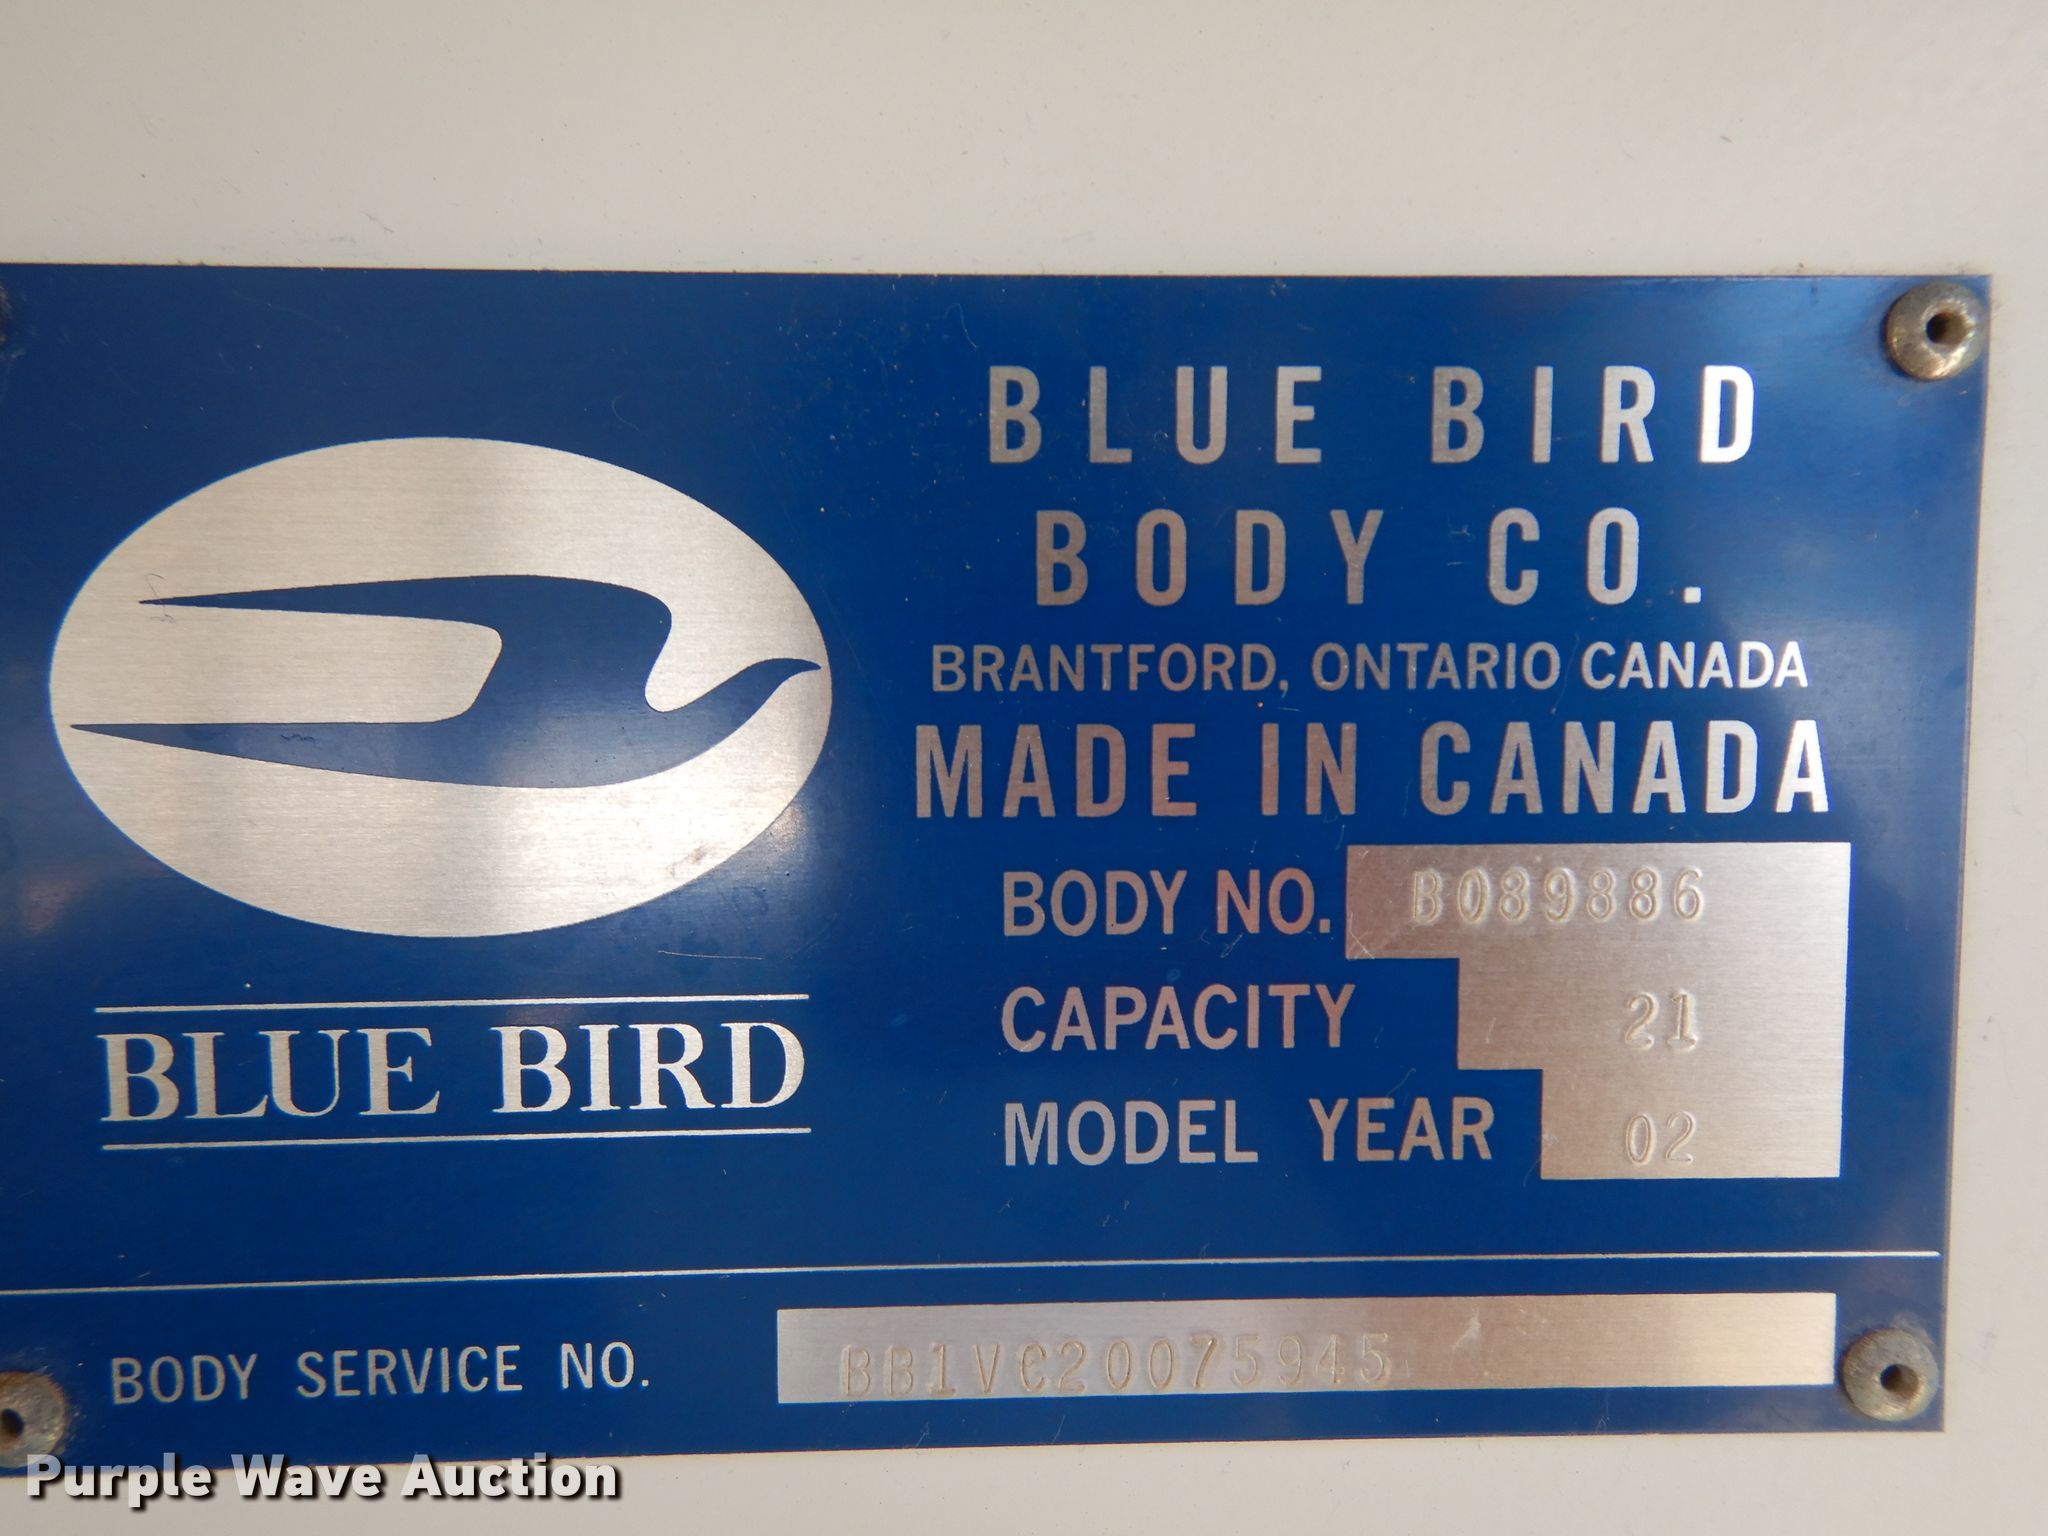 BLUE BIRD
BODY CO.
BRANTFORD, ONTARIO CANADA
MADE IN CANADA
BODY NO. B089886
CAPACITY 21
MODEL YEAR 02
BLUE BIRD
BODY SERVICE NO. BB1VC20075945
Purple Wave Auction